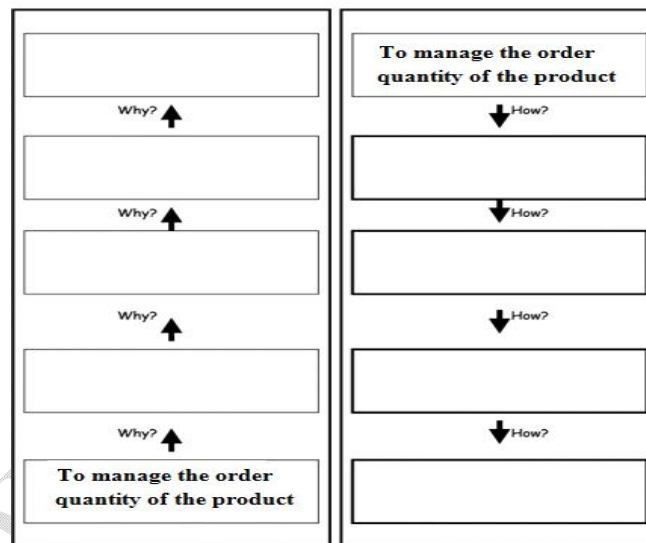 Why?
Why?
Why?
Why?
To manage the order
quantity of the product
To manage the order
quantity of the product
How?
How?
How?
How?